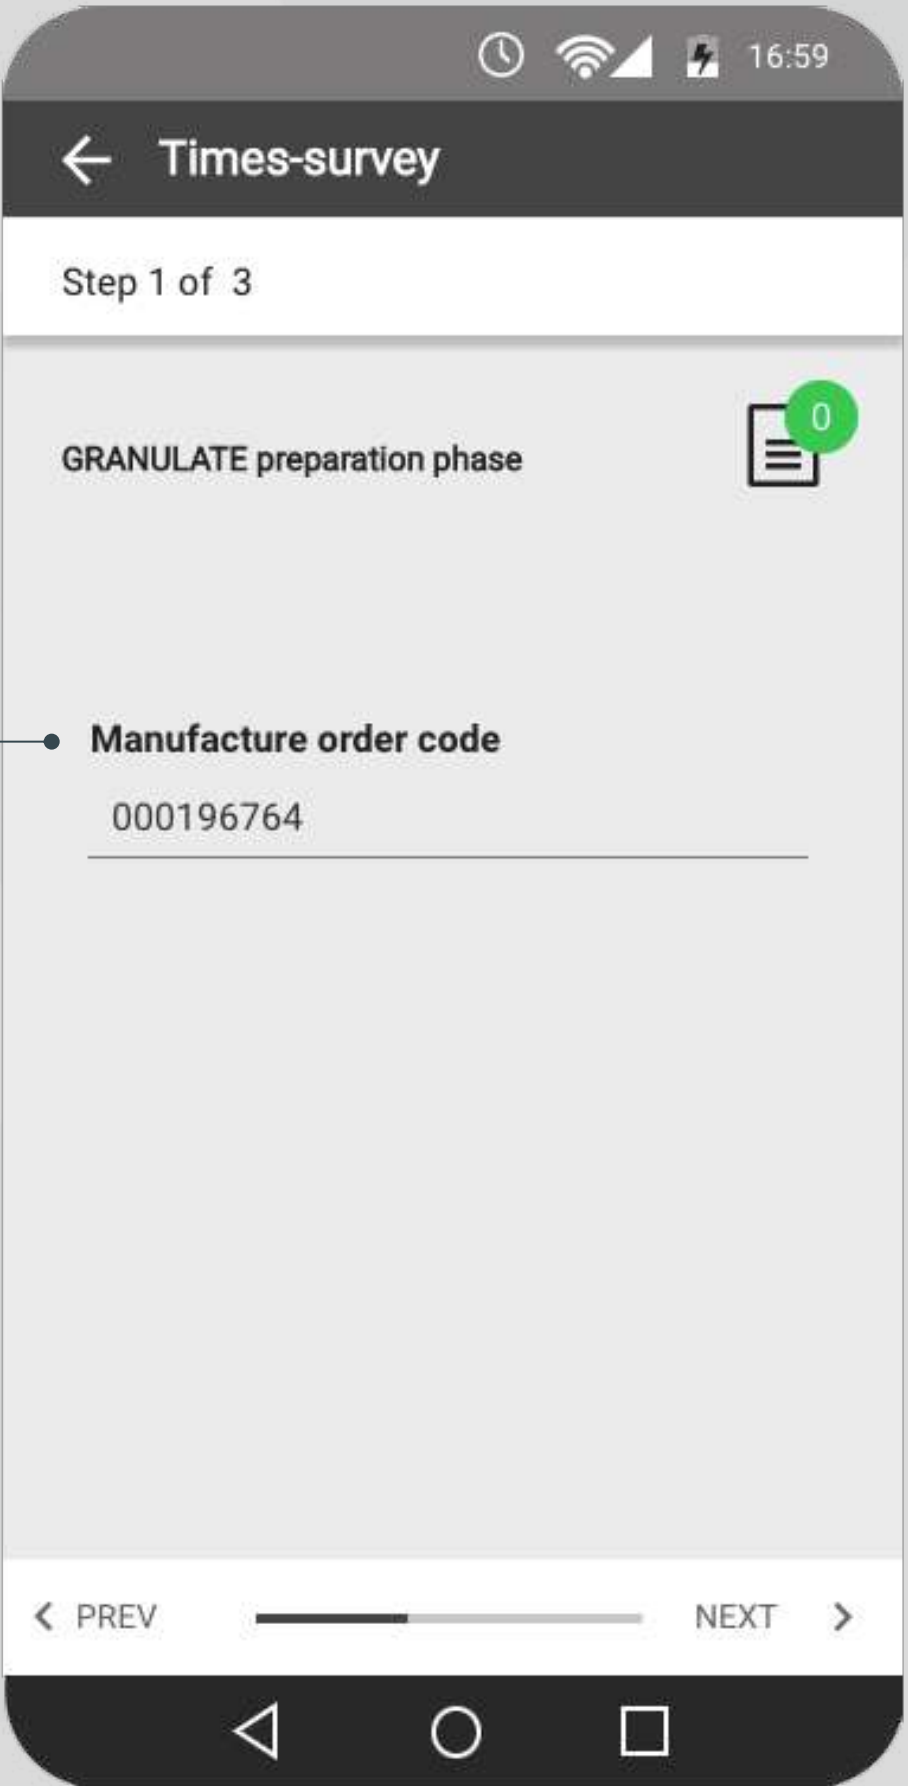 16:59
Times-survey
Step 1 of 3
0
GRANULATE preparation phase
Manufacture order code
000196764
PREV NEXT